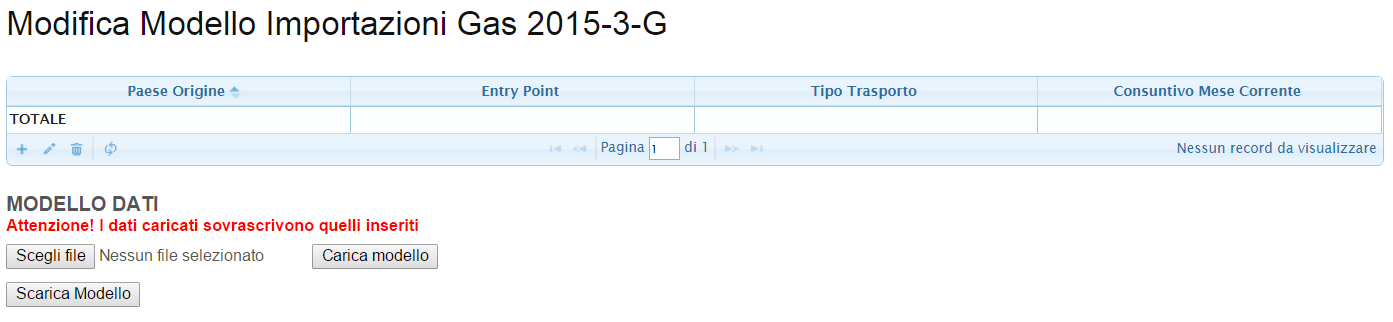 Modifica Modello Importazioni Gas 2015-3-G
Paese Origine Entry Point Tipo Trasporto Consuntivo Mese Corrente
TOTALE
Pagina 1 di 1 Nessun record da visualizzare
MODELLO DATI
Attenzione! I dati caricati sovrascrivono quelli inseriti
Scegli file Nessun file selezionato Carica modello
Scarica Modello